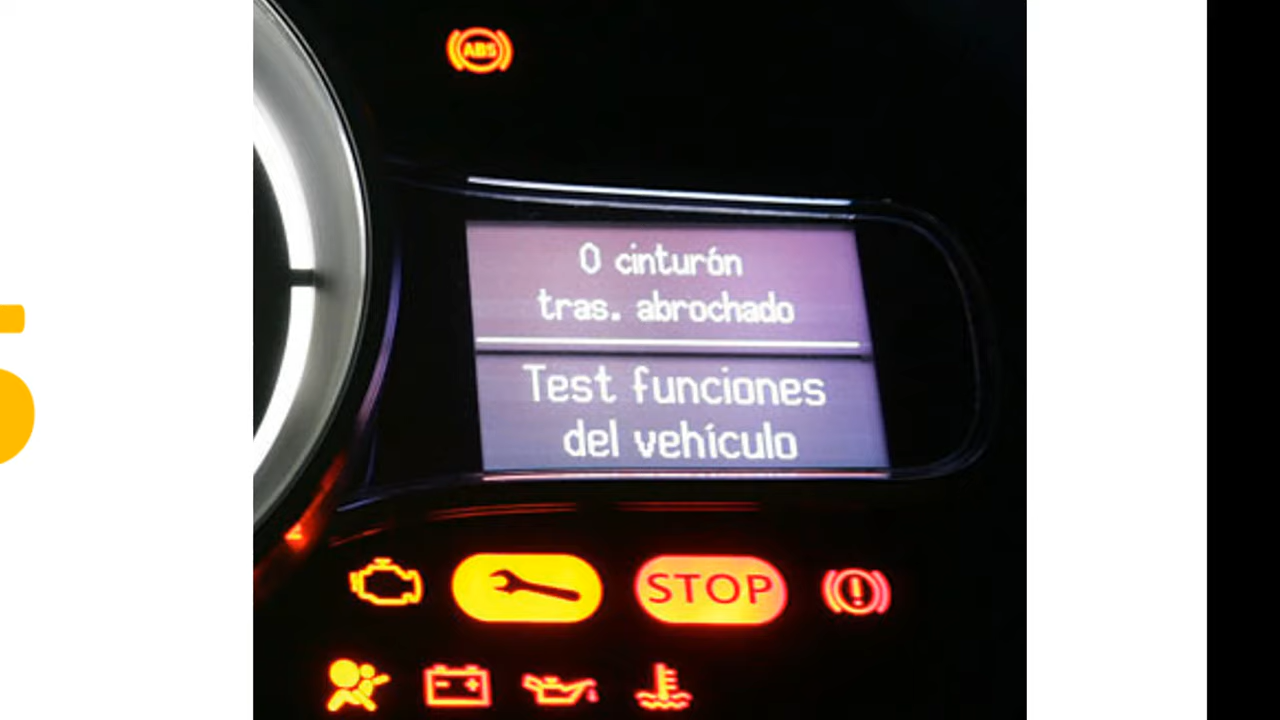 ABS
0 cinturón
tras. abrochado
Test funciones
del vehículo
STOP